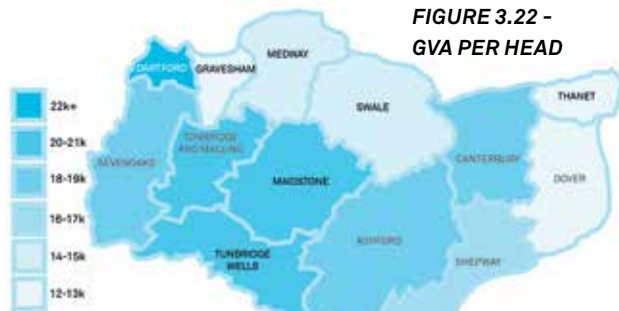 FIGURE 3.22 –
GVA PER HEAD
MEDWAY
DARTFORD
GRAVESHAM
THANET
SWALE
22k+
20-21k
18-19k
16-17k
14-15k
12-13k
TONBRIDGE
AND MALLING
SEVENOAKS
CANTERBURY
MAIDSTONE
DOVER
TUNBRIDGE
WELLS
ASHFORD
SHEPWAY